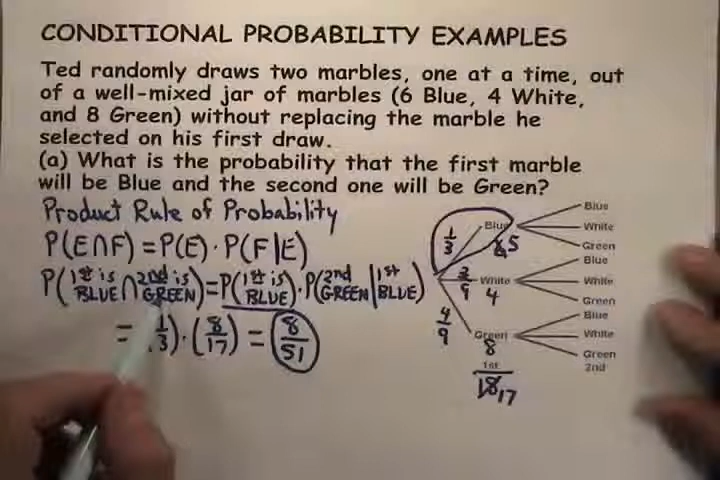 CONDITIONAL PROBABILITY EXAMPLES
Ted randomly draws two marbles, one at a time, out
of a well-mixed jar of marbles (6 Blue, 4 White,
and 8 Green) without replacing the marble he
selected on his first draw.
(a) What is the probability that the first marble
will be Blue and the second one will be Green?
Product Rule of Probability
P(E∩F) = P(E) · P(F|E)
P(1st is BLUE ∩ 2nd is GREEN) = P(1st is BLUE) · P(2nd GREEN | 1st BLUE)
= (1/3) · (8/17) = 8/51
Blue
White
Green
Blue
White
Green
Blue
White
Green
2nd
1/3
Blue
5
2/9
White
4
4/9
Green
8
1st
18 17